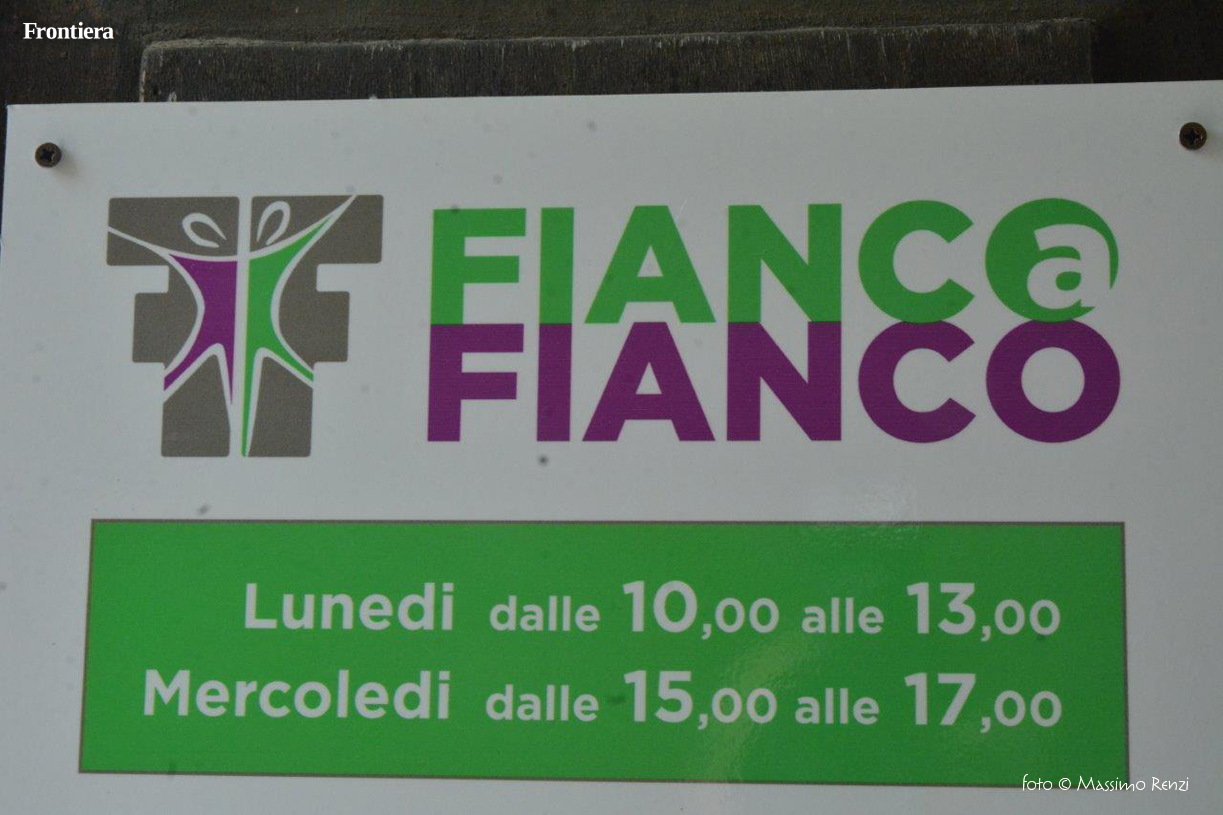 Frontiera
FIANCO a
FIANCO
Lunedi dalle 10,00 alle 13,00
Mercoledi dalle 15,00 alle 17,00
foto © Massimo Renzi